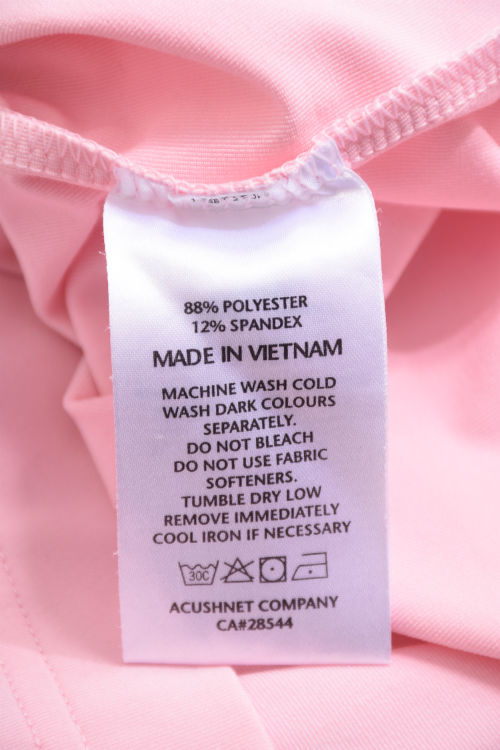 88% POLYESTER
12% SPANDEX
MADE IN VIETNAM
MACHINE WASH COLD
WASH DARK COLOURS
SEPARATELY.
DO NOT BLEACH
DO NOT USE FABRIC
SOFTENERS.
TUMBLE DRY LOW
REMOVE IMMEDIATELY
COOL IRON IF NECESSARY
30C
ACUSHNET COMPANY
CA#28544